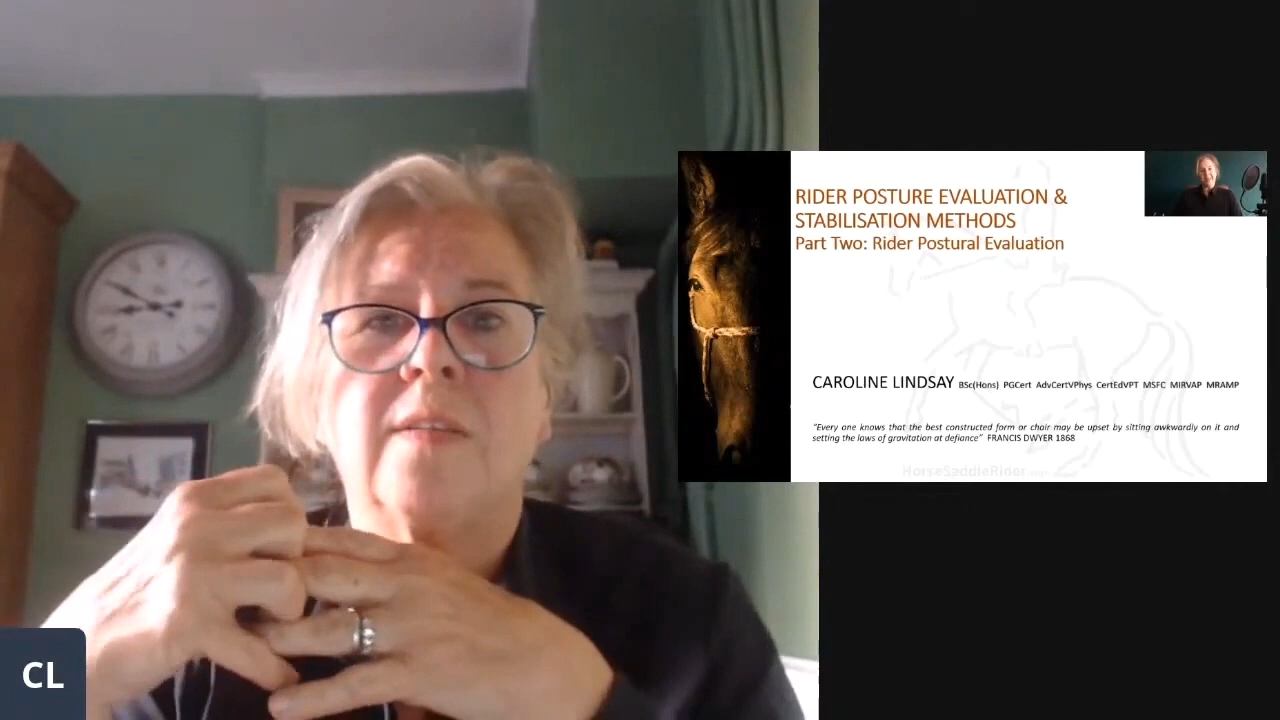 RIDER POSTURE EVALUATION &
STABILISATION METHODS
Part Two: Rider Postural Evaluation
CAROLINE LINDSAY BSc(Hons) PGCert AdvCertVPhys CertEdVPT MSFC MIRVAP MRAMP
"Every one knows that the best constructed form or chair may be upset by sitting awkwardly on it and
setting the laws of gravitation at defiance" FRANCIS DWYER 1868
HorseSaddleRider
CL